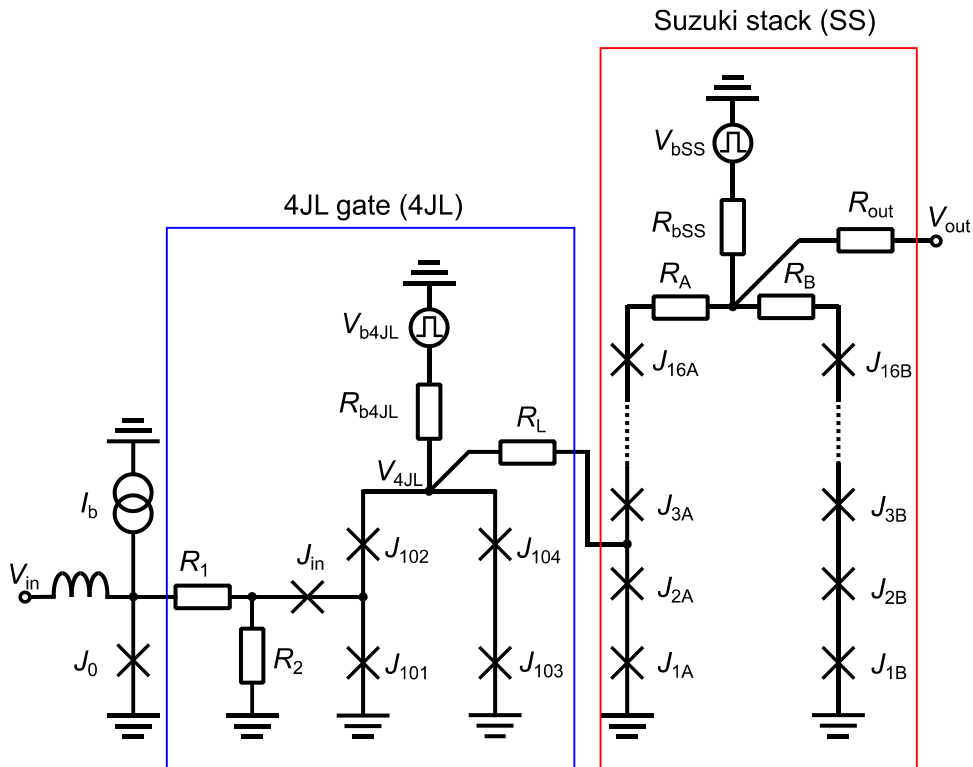 Suzuki stack (SS)
VbSS
RbSS
Rout
Vout
4JL gate (4JL)
RA
RB
Vb4JL
J16A
J16B
Rb4JL
RL
V4JL
Ib
J3A
J3B
J102
J104
Vin
R1
Jin
J2A
J2B
J0
R2
J101
J103
J1A
J1B